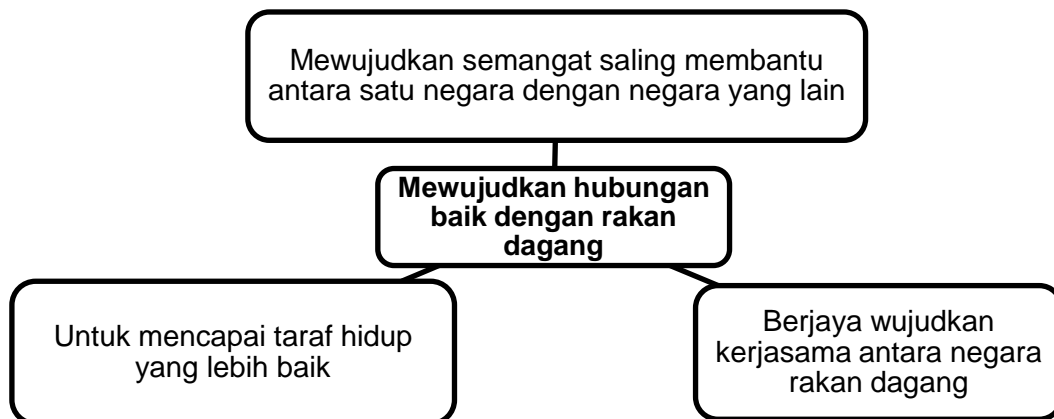 Mewujudkan semangat saling membantu
antara satu negara dengan negara yang lain
Mewujudkan hubungan
baik dengan rakan
dagang
Untuk mencapai taraf hidup
yang lebih baik
Berjaya wujudkan
kerjasama antara negara
rakan dagang